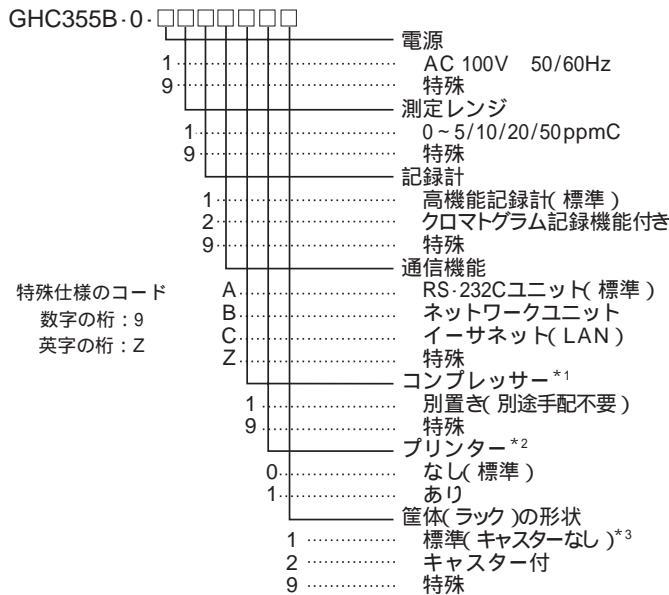 GHC355B·0·□□□□□□□
電源
1 AC 100V 50/60Hz
9 特殊
測定レンジ
1 0~5/10/20/50ppmC
9 特殊
記録計
1 高機能記録計(標準)
2 クロマトグラム記録機能付き
9 特殊
通信機能
特殊仕様のコード
数字の桁:9
英字の桁:Z
A RS-232Cユニット(標準)
B ネットワークユニット
C イーサネット(LAN)
Z 特殊
コンプレッサー*1
1 別置き(別途手配不要)
9 特殊
プリンター*2
0 なし(標準)
1 あり
筐体(ラック)の形状
1 標準(キャスターなし)*3
2 キャスター付
9 特殊